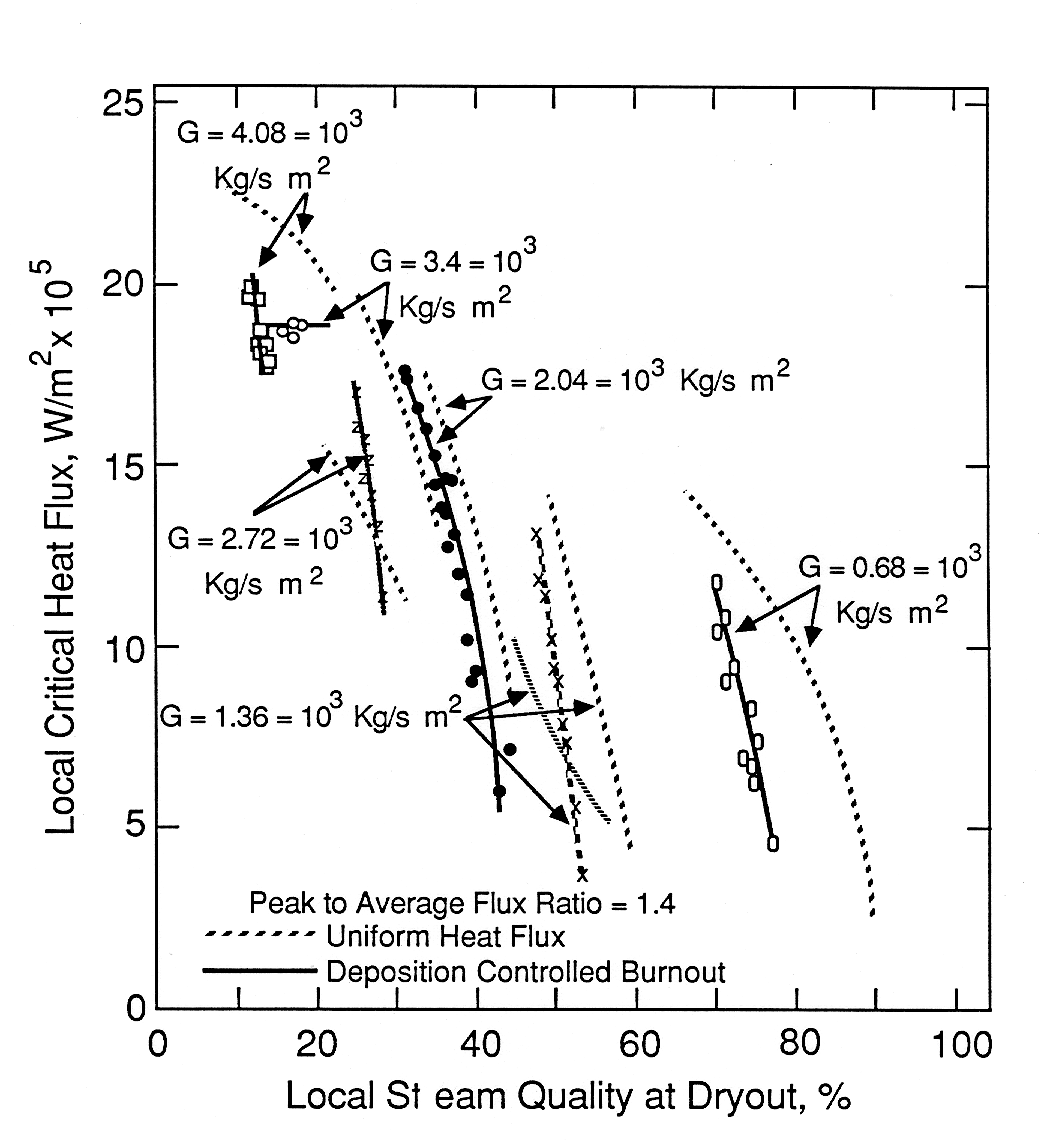 25
G = 4.08 = 10³
Kg/s m²
G = 3.4 = 10³
Kg/s m²
20
G = 2.04 = 10³ Kg/s m²
15
G = 2.72 = 10³
Kg/s m²
G = 0.68 = 10³
Kg/s m²
10
G = 1.36 = 10³ Kg/s m²
5
Peak to Average Flux Ratio = 1.4
Uniform Heat Flux
Deposition Controlled Burnout
0
0 20 40 60 80 100
Local St eam Quality at Dryout, %
Local Critical Heat Flux, W/m² x 10⁵